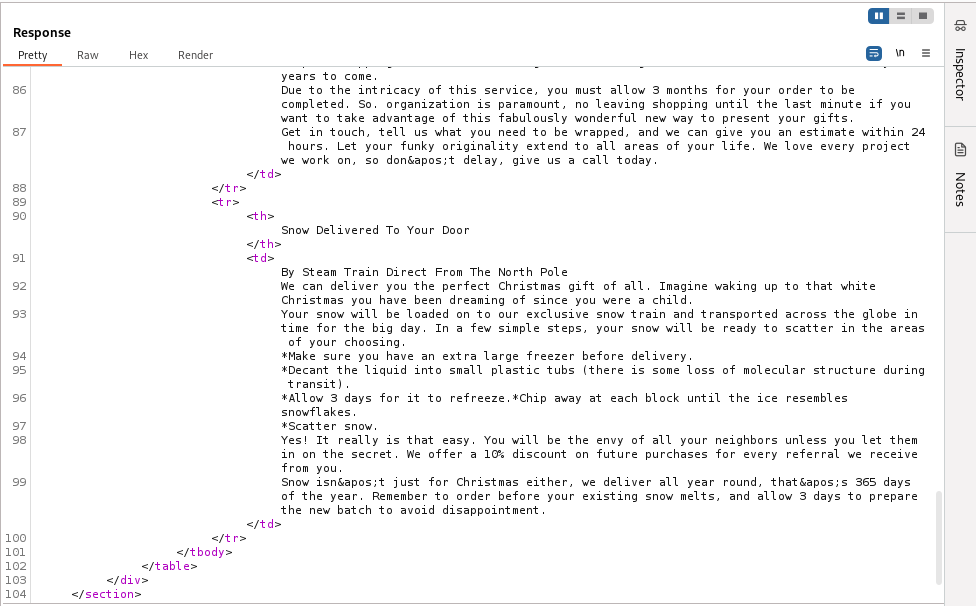 Response
Pretty Raw Hex Render
\n
Inspector
Notes
years to come.
86 Due to the intricacy of this service, you must allow 3 months for your order to be
completed. So. organization is paramount, no leaving shopping until the last minute if you
want to take advantage of this fabulously wonderful new way to present your gifts.
87 Get in touch, tell us what you need to be wrapped, and we can give you an estimate within 24
hours. Let your funky originality extend to all areas of your life. We love every project
we work on, so don&apos;t delay, give us a call today.
</td>
88 </tr>
89 <tr>
90 <th>
Snow Delivered To Your Door
</th>
91 <td>
By Steam Train Direct From The North Pole
92 We can deliver you the perfect Christmas gift of all. Imagine waking up to that white
Christmas you have been dreaming of since you were a child.
93 Your snow will be loaded on to our exclusive snow train and transported across the globe in
time for the big day. In a few simple steps, your snow will be ready to scatter in the areas
of your choosing.
94 *Make sure you have an extra large freezer before delivery.
95 *Decant the liquid into small plastic tubs (there is some loss of molecular structure during
transit).
96 *Allow 3 days for it to refreeze.*Chip away at each block until the ice resembles
snowflakes.
97 *Scatter snow.
98 Yes! It really is that easy. You will be the envy of all your neighbors unless you let them
in on the secret. We offer a 10% discount on future purchases for every referral we receive
from you.
99 Snow isn&apos;t just for Christmas either, we deliver all year round, that&apos;s 365 days
of the year. Remember to order before your existing snow melts, and allow 3 days to prepare
the new batch to avoid disappointment.
</td>
100 </tr>
101 </tbody>
102 </table>
103 </div>
104 </section>